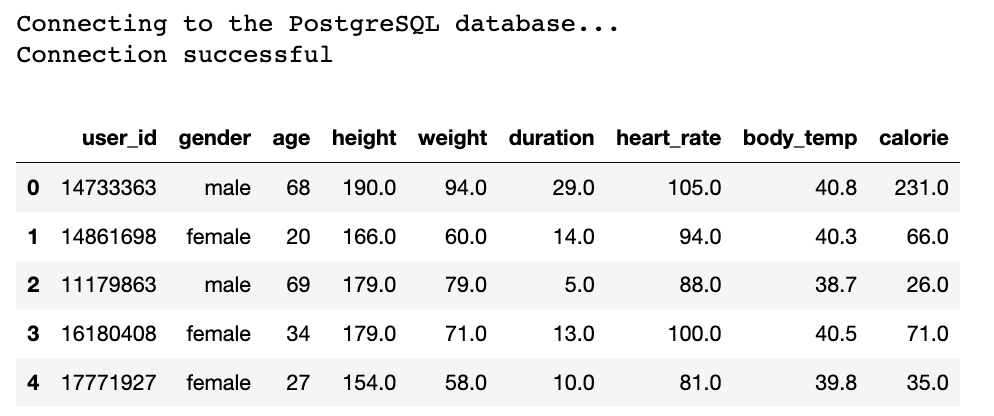 Connecting to the PostgreSQL database...
Connection successful
user_id gender age height weight duration heart_rate body_temp calorie
0 14733363 male 68 190.0 94.0 29.0 105.0 40.8 231.0
1 14861698 female 20 166.0 60.0 14.0 94.0 40.3 66.0
2 11179863 male 69 179.0 79.0 5.0 88.0 38.7 26.0
3 16180408 female 34 179.0 71.0 13.0 100.0 40.5 71.0
4 17771927 female 27 154.0 58.0 10.0 81.0 39.8 35.0